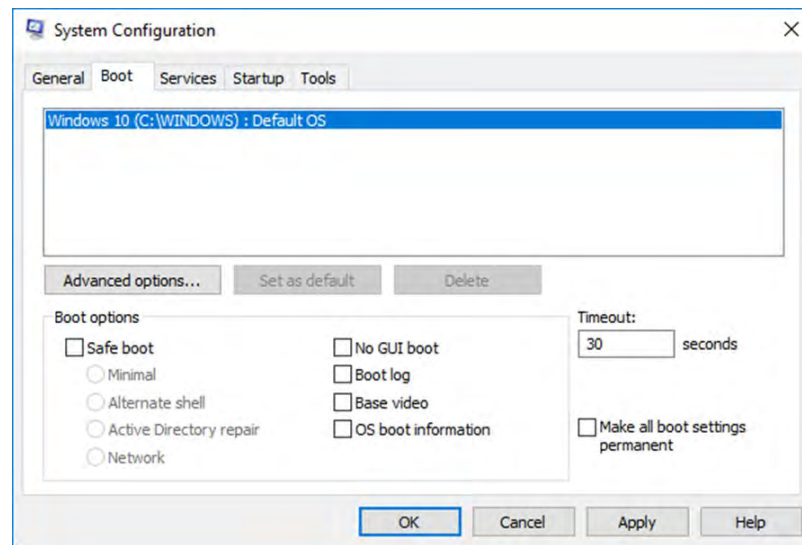 System Configuration
General Boot Services Startup Tools
Windows 10 (C:\WINDOWS) : Default OS
Advanced options... Set as default Delete
Boot options
Timeout:
Safe boot No GUI boot 30 seconds
Minimal Boot log
Alternate shell Base video
Active Directory repair OS boot information Make all boot settings
permanent
Network
OK Cancel Apply Help